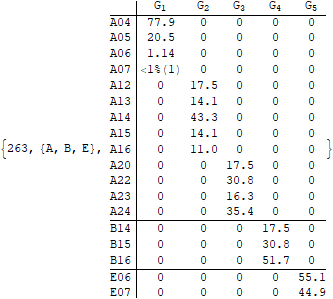 G₁ G₂ G₃ G₄ G₅
A04 77.9 0 0 0 0
A05 20.5 0 0 0 0
A06 1.14 0 0 0 0
A07 <1%(1) 0 0 0 0
A12 0 17.5 0 0 0
A13 0 14.1 0 0 0
A14 0 43.3 0 0 0
A15 0 14.1 0 0 0
{263, {A, B, E}, A16 0 11.0 0 0 0 }
A20 0 0 17.5 0 0
A22 0 0 30.8 0 0
A23 0 0 16.3 0 0
A24 0 0 35.4 0 0
B14 0 0 0 17.5 0
B15 0 0 0 30.8 0
B16 0 0 0 51.7 0
E06 0 0 0 0 55.1
E07 0 0 0 0 44.9